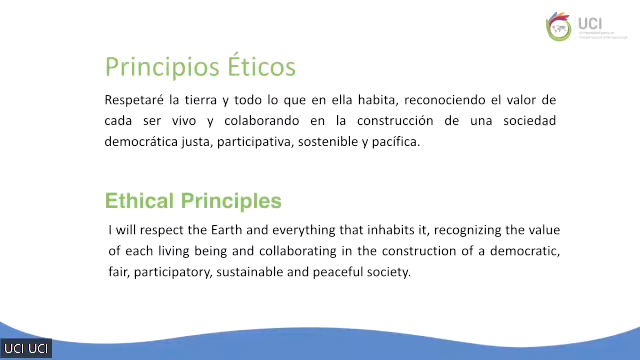 UCI
Principios Éticos
Respetaré la tierra y todo lo que en ella habita, reconociendo el valor de
cada ser vivo y colaborando en la construcción de una sociedad
democrática justa, participativa, sostenible y pacífica.
Ethical Principles
I will respect the Earth and everything that inhabits it, recognizing the value
of each living being and collaborating in the construction of a democratic,
fair, participatory, sustainable and peaceful society.
UCI UCI